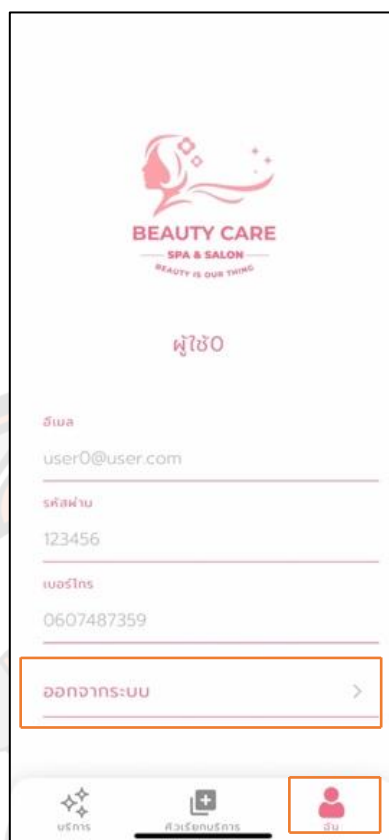 BEAUTY CARE
SPA & SALON
BEAUTY IS OUR THING
ผู้ใช้0
อีเมล
user0@user.com
รหัสผ่าน
123456
เบอร์โทร
0607487359
ออกจากระบบ
บริการ
คิวเรียกบริการ
ฉัน